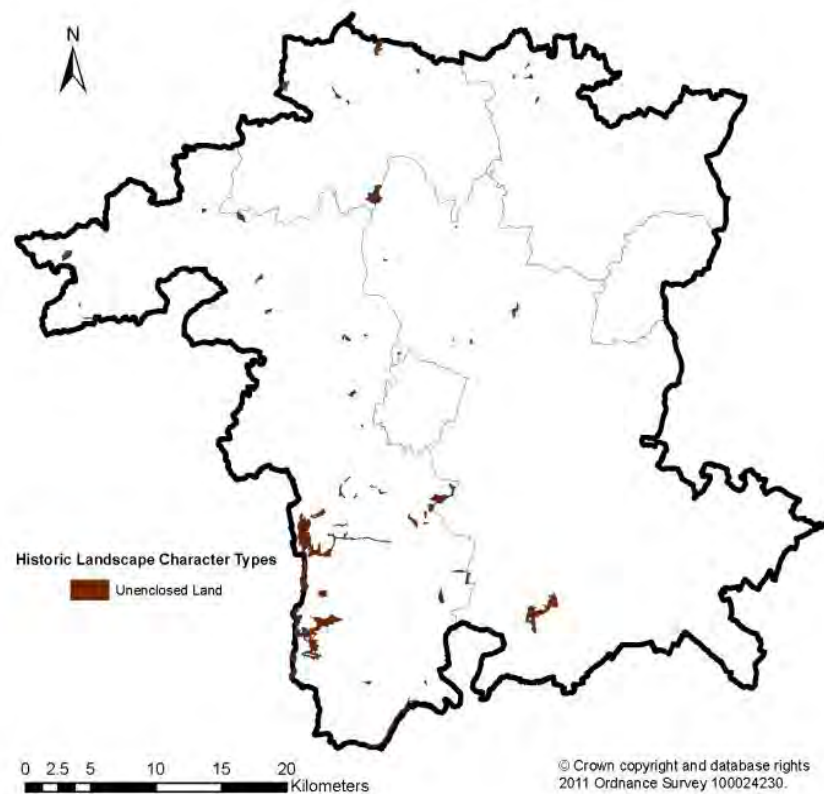 N
Historic Landscape Character Types
Unenclosed Land
0 2.5 5 10 15 20
Kilometers
© Crown copyright and database rights
2011 Ordnance Survey 100024230.